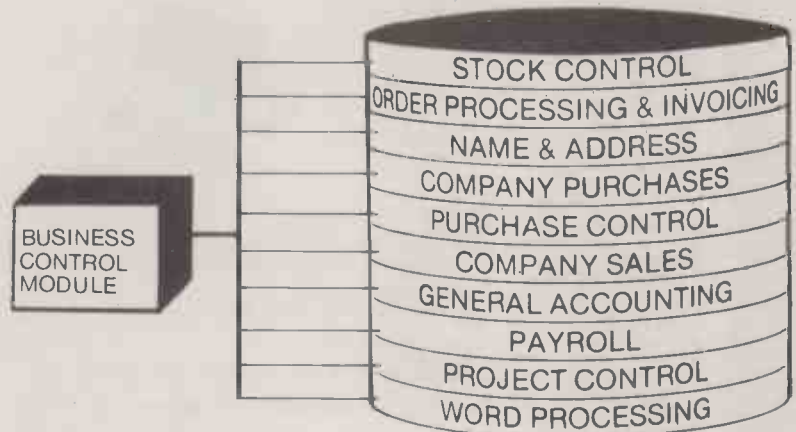 STOCK CONTROL
ORDER PROCESSING & INVOICING
NAME & ADDRESS
COMPANY PURCHASES
PURCHASE CONTROL
COMPANY SALES
GENERAL ACCOUNTING
PAYROLL
PROJECT CONTROL
WORD PROCESSING
BUSINESS
CONTROL
MODULE